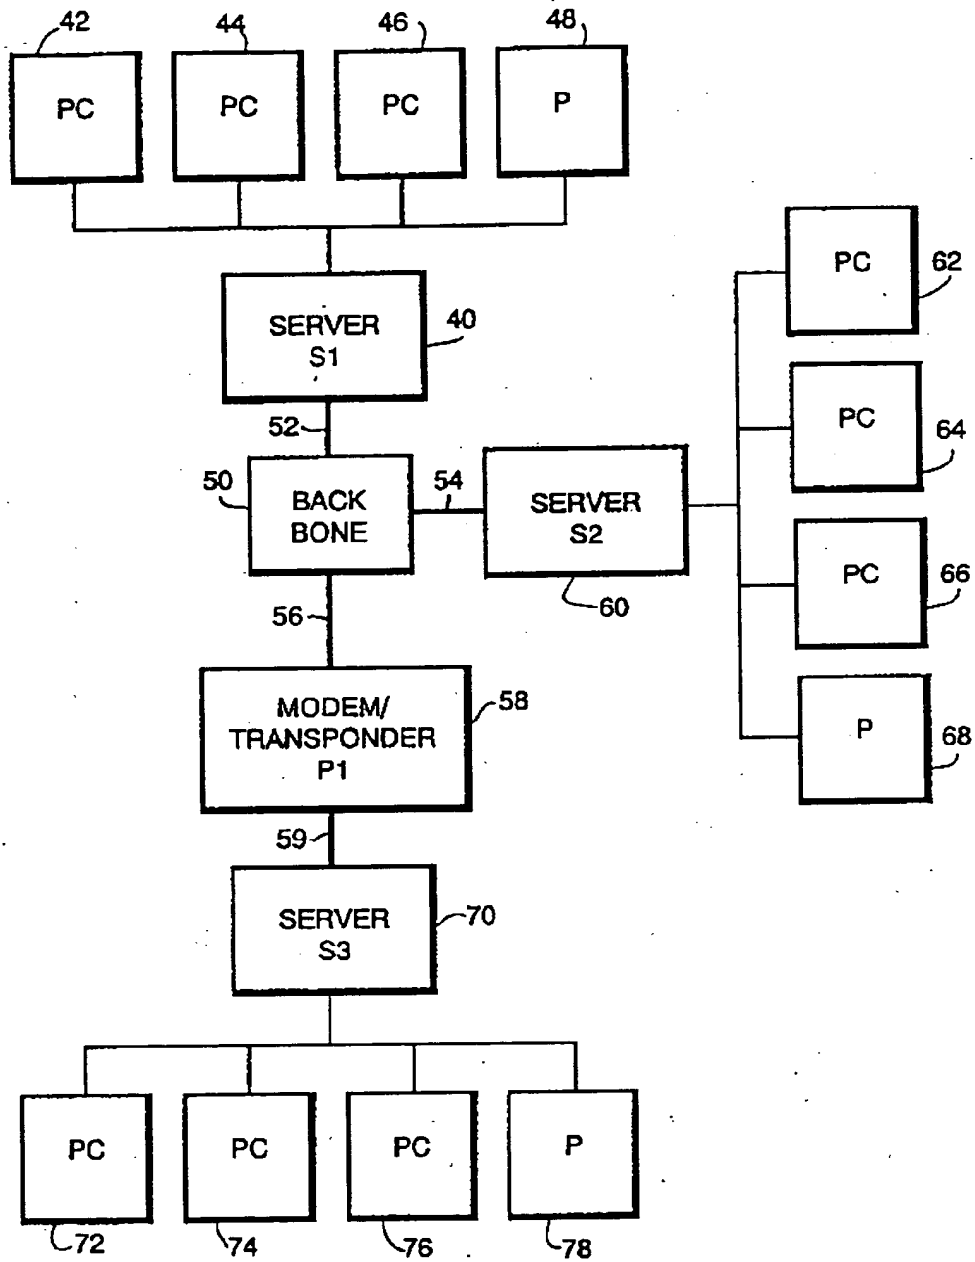 42
44
46
48
PC
PC
PC
P
PC
62
SERVER
S1
40
PC
64
52
50
BACK
BONE
54
SERVER
S2
60
PC
66
56
MODEM/
TRANSPONDER
P1
58
P
68
59
SERVER
S3
70
PC
PC
PC
P
72
74
76
78